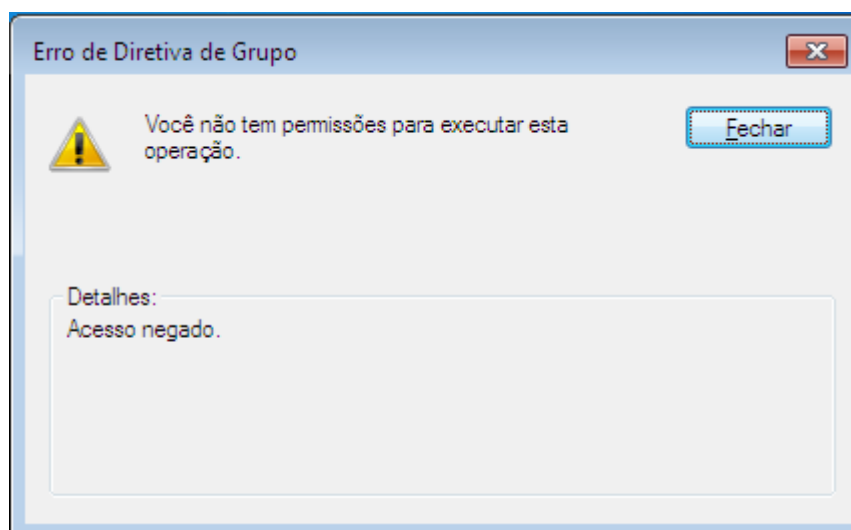 Erro de Diretiva de Grupo
Você não tem permissões para executar esta
operação.
Fechar
Detalhes:
Acesso negado.